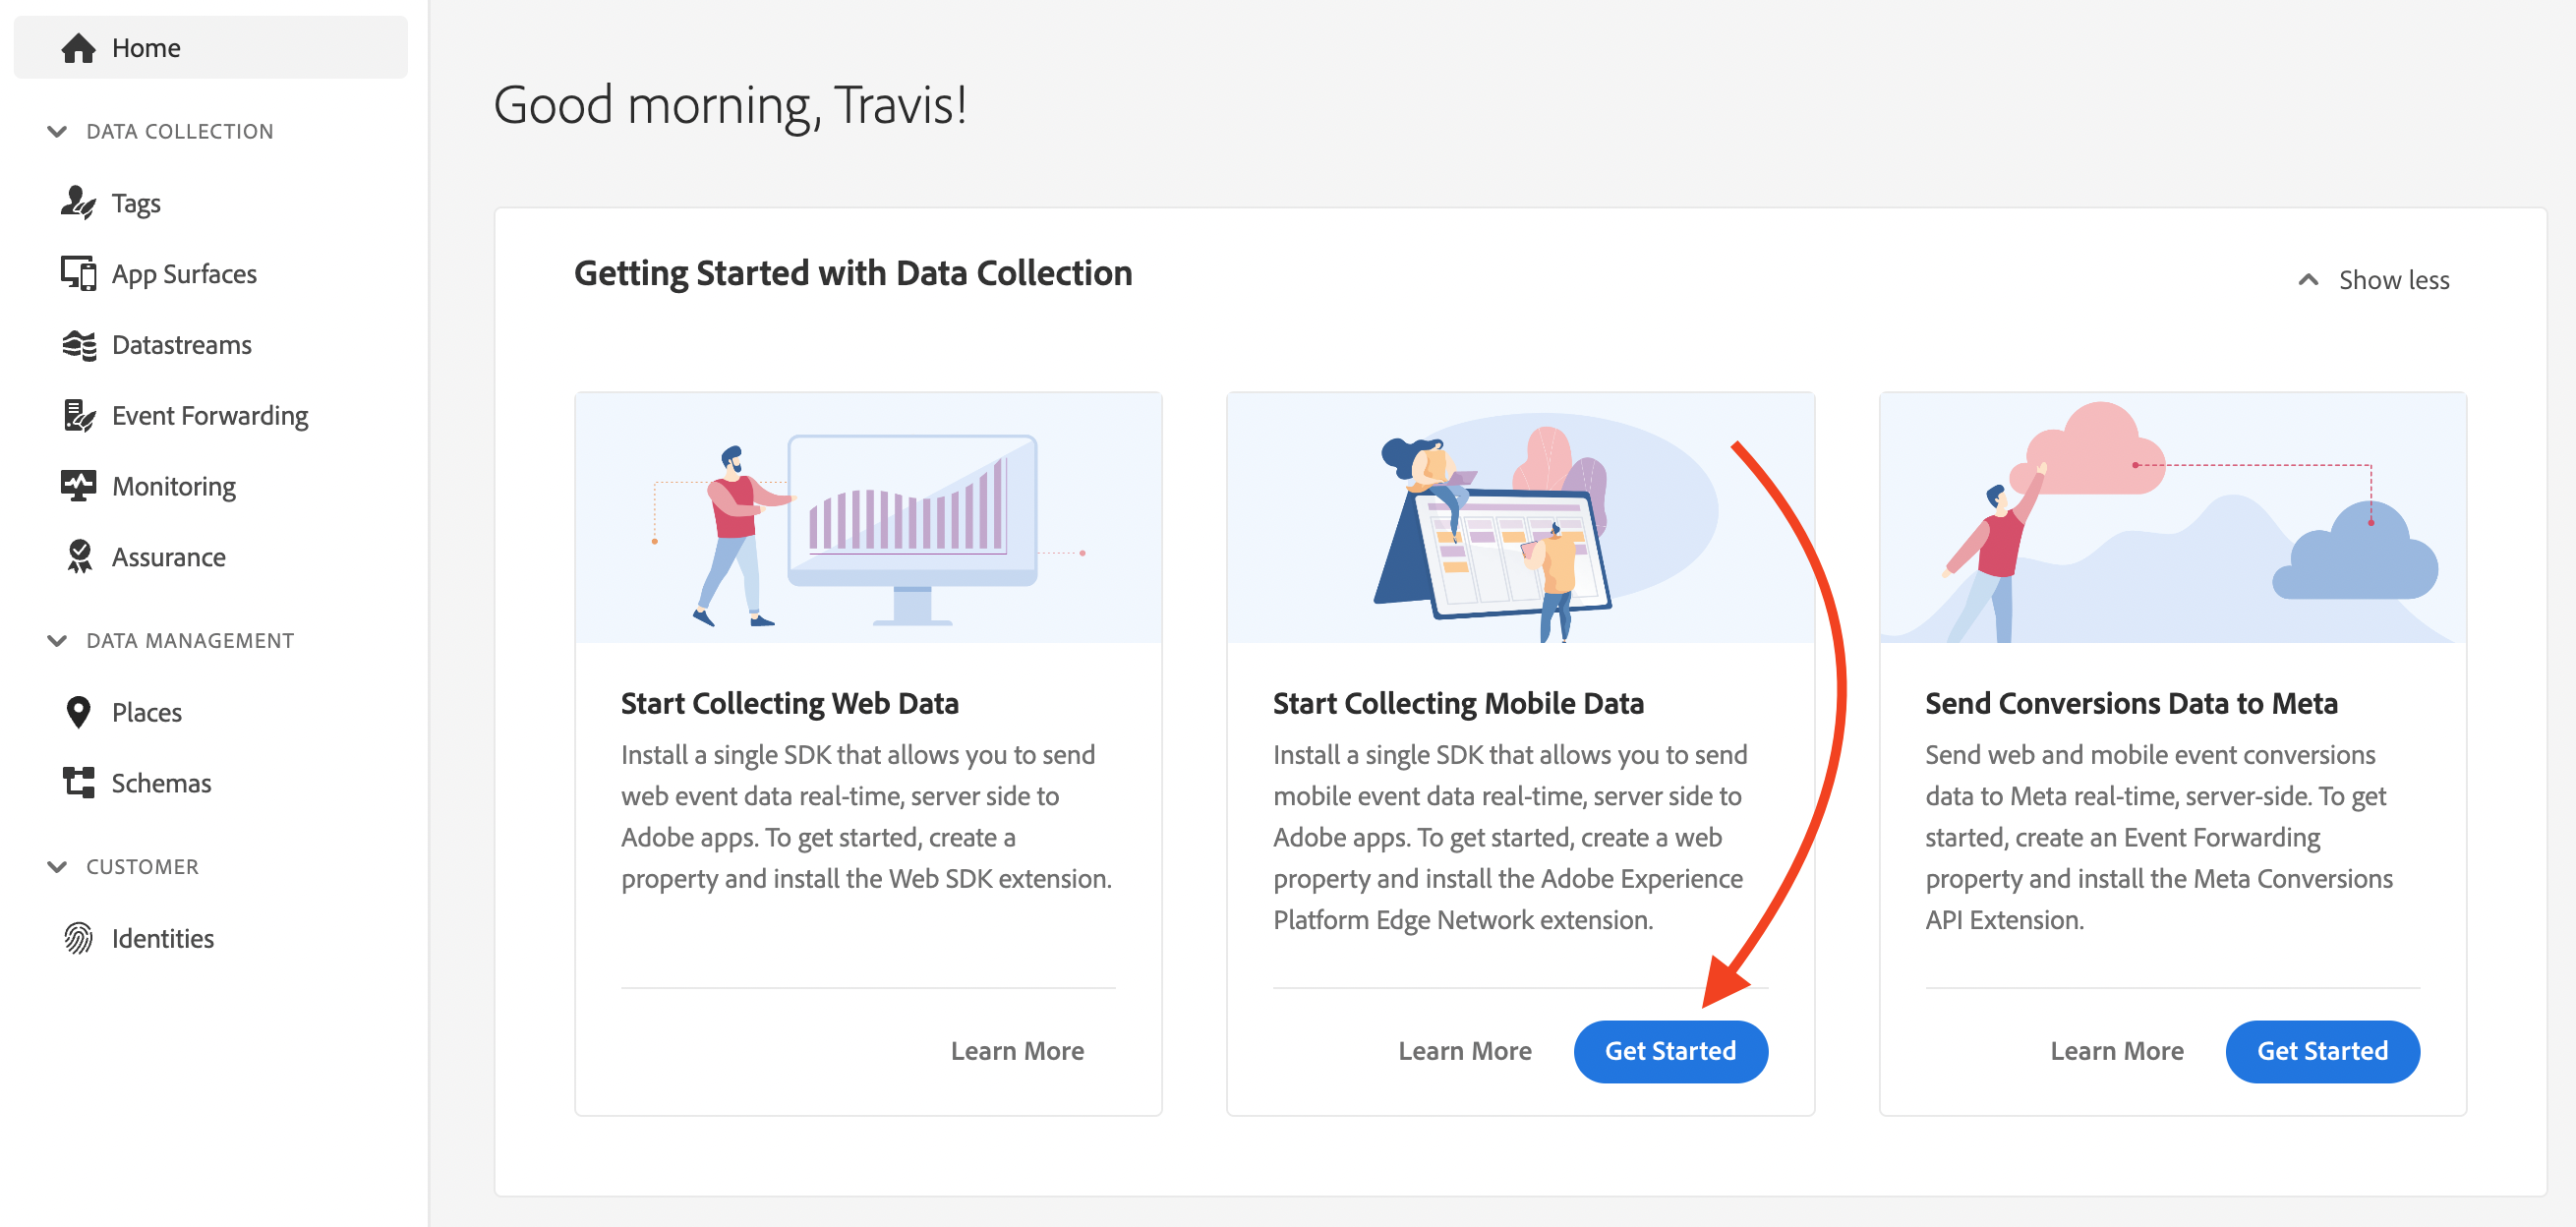 Home
DATA COLLECTION
Tags
App Surfaces
Datastreams
Event Forwarding
Monitoring
Assurance
DATA MANAGEMENT
Places
Schemas
CUSTOMER
Identities
Good morning, Travis!
Getting Started with Data Collection
Show less
Start Collecting Web Data
Install a single SDK that allows you to send
web event data real-time, server side to
Adobe apps. To get started, create a
property and install the Web SDK extension.
Learn More
Start Collecting Mobile Data
Install a single SDK that allows you to send
mobile event data real-time, server side to
Adobe apps. To get started, create a web
property and install the Adobe Experience
Platform Edge Network extension.
Learn More
Get Started
Send Conversions Data to Meta
Send web and mobile event conversions
data to Meta real-time, server-side. To get
started, create an Event Forwarding
property and install the Meta Conversions
API Extension.
Learn More
Get Started